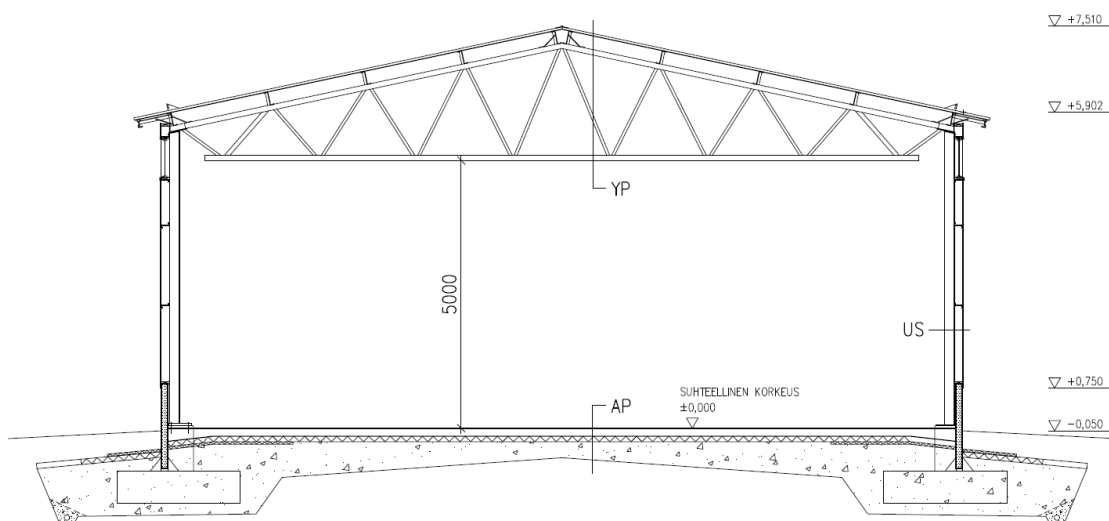 +7,510
+5,902
YP
5000
US
SUHTEELLINEN KORKEUS
±0,000
AP
+0,750
-0,050